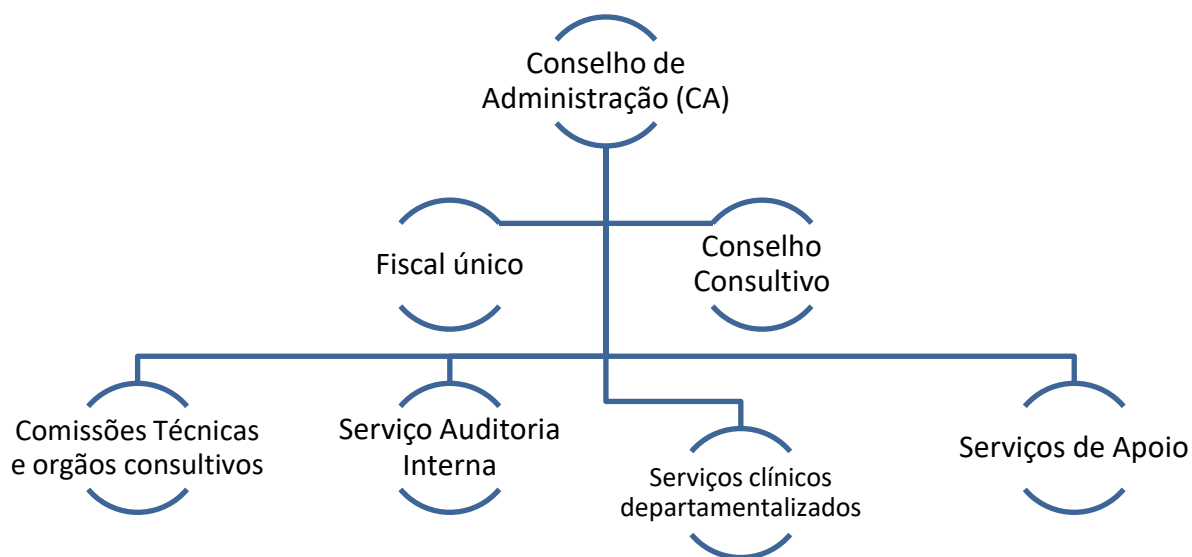 Conselho de
Administração (CA)
Fiscal único
Conselho
Consultivo
Comissões Técnicas
e orgãos consultivos
Serviço Auditoria
Interna
Serviços clínicos
departamentalizados
Serviços de Apoio